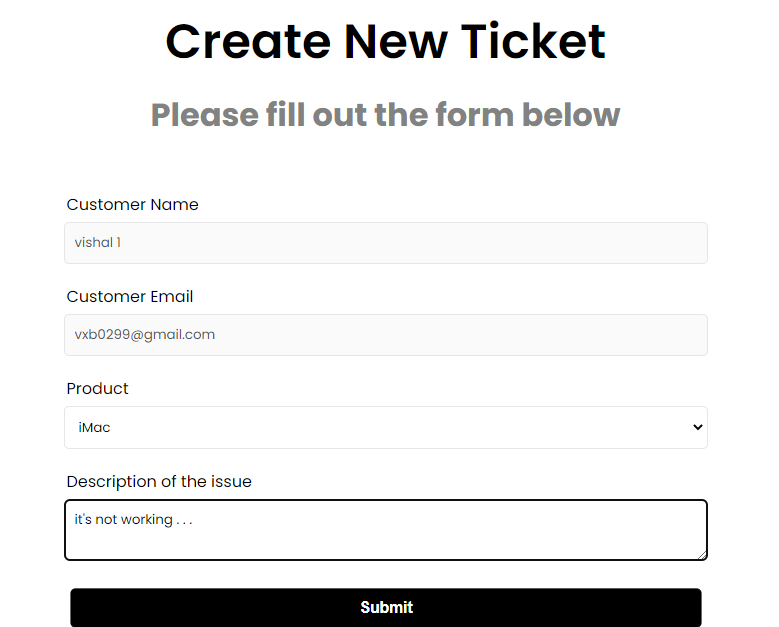 Create New Ticket
Please fill out the form below
Customer Name
vishal 1
Customer Email
vxb0299@gmail.com
Product
iMac
Description of the issue
it's not working . . .
Submit